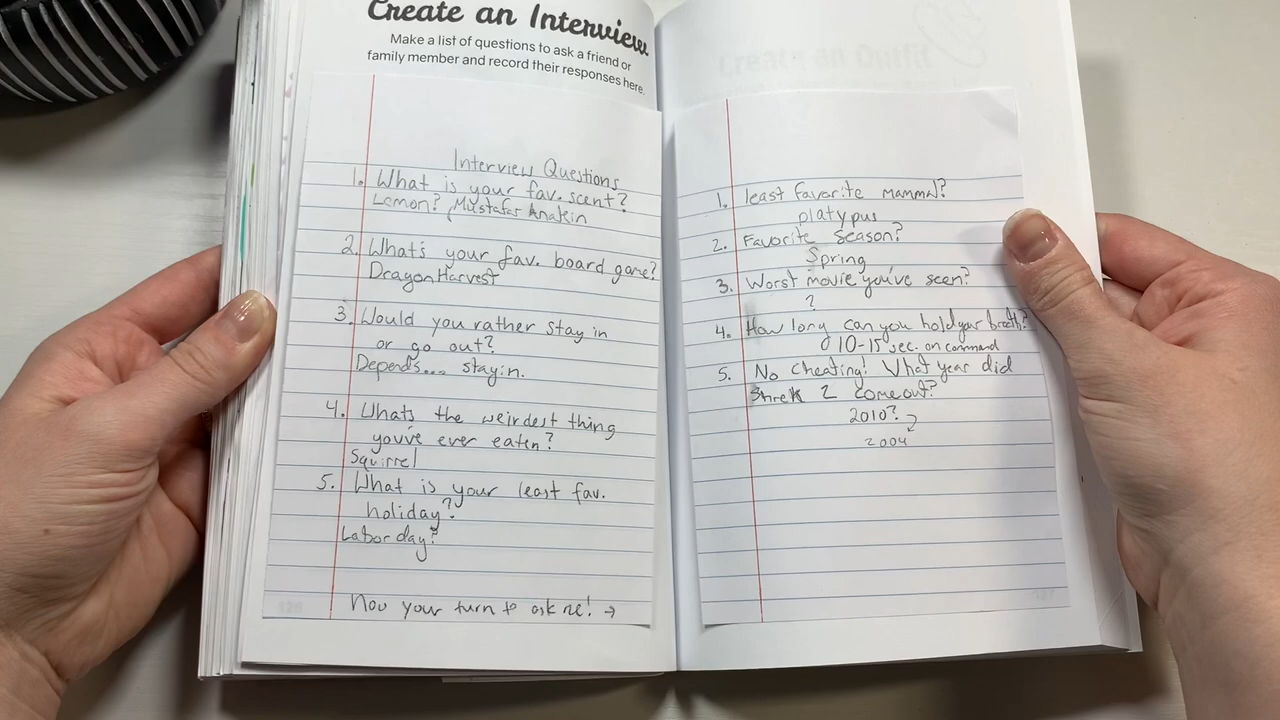 Create an Interview
Make a list of questions to ask a friend or
family member and record their responses here.
Interview Questions
1. What is your fav. scent?
Lemon? Mustafar Anakin
2. What's your fav. board game?
Dragon Harvest
3. Would you rather stay in
or go out?
Depends... stay in.
4. What's the weirdest thing
you've ever eaten?
Squirrel
5. What is your least fav.
holiday?
Labor day?
Now your turn to ask me! →
Create an Outfit
1. least favorite mammal?
platypus
2. Favorite season?
Spring
3. Worst movie you've seen?
?
4. How long can you hold your breath?
10-15 sec. on command
5. No cheating! What year did
Shrek 2 come out?
2010?
2004